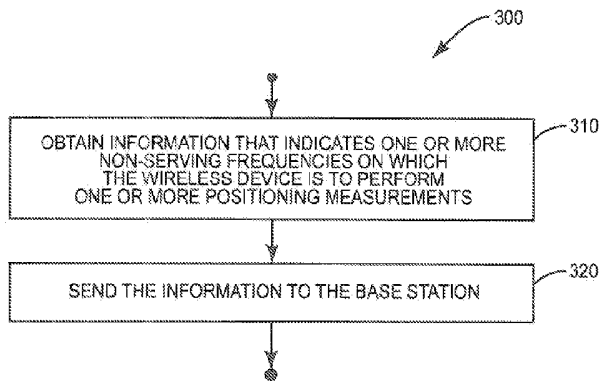 300
OBTAIN INFORMATION THAT INDICATES ONE OR MORE
NON-SERVING FREQUENCIES ON WHICH
THE WIRELESS DEVICE IS TO PERFORM
ONE OR MORE POSITIONING MEASUREMENTS
310
SEND THE INFORMATION TO THE BASE STATION
320